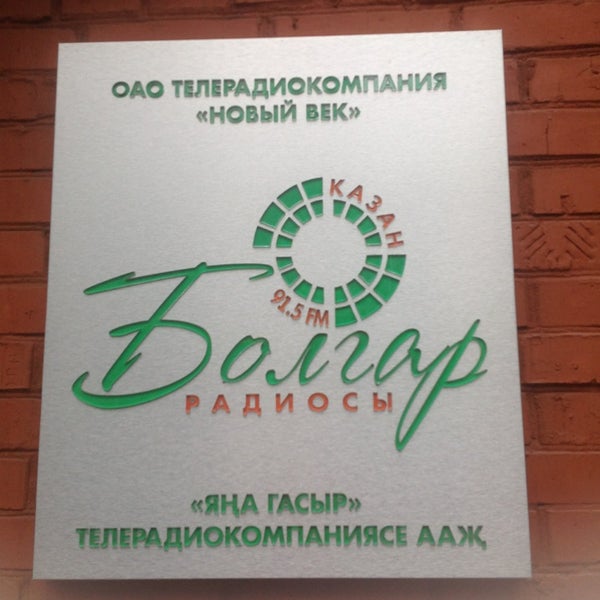 ОАО ТЕЛЕРАДИОКОМПАНИЯ
«НОВЫЙ ВЕК»
КАЗАН
91.5 FM
Болгар
РАДИОСЫ
«ЯҢА ГАСЫР»
ТЕЛЕРАДИОКОМПАНИЯСЕ ААҖ